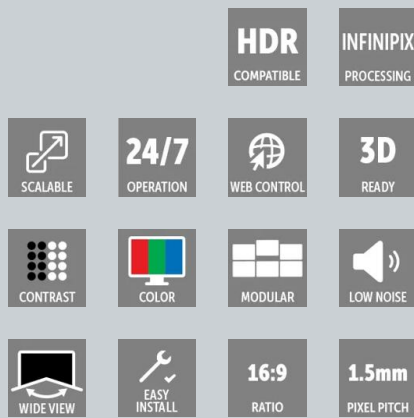 HDR
COMPATIBLE
INFINIPIX
PROCESSING
SCALABLE
24/7
OPERATION
WEB CONTROL
3D
READY
CONTRAST
COLOR
MODULAR
LOW NOISE
WIDE VIEW
EASY
INSTALL
16:9
RATIO
1.5mm
PIXEL PITCH